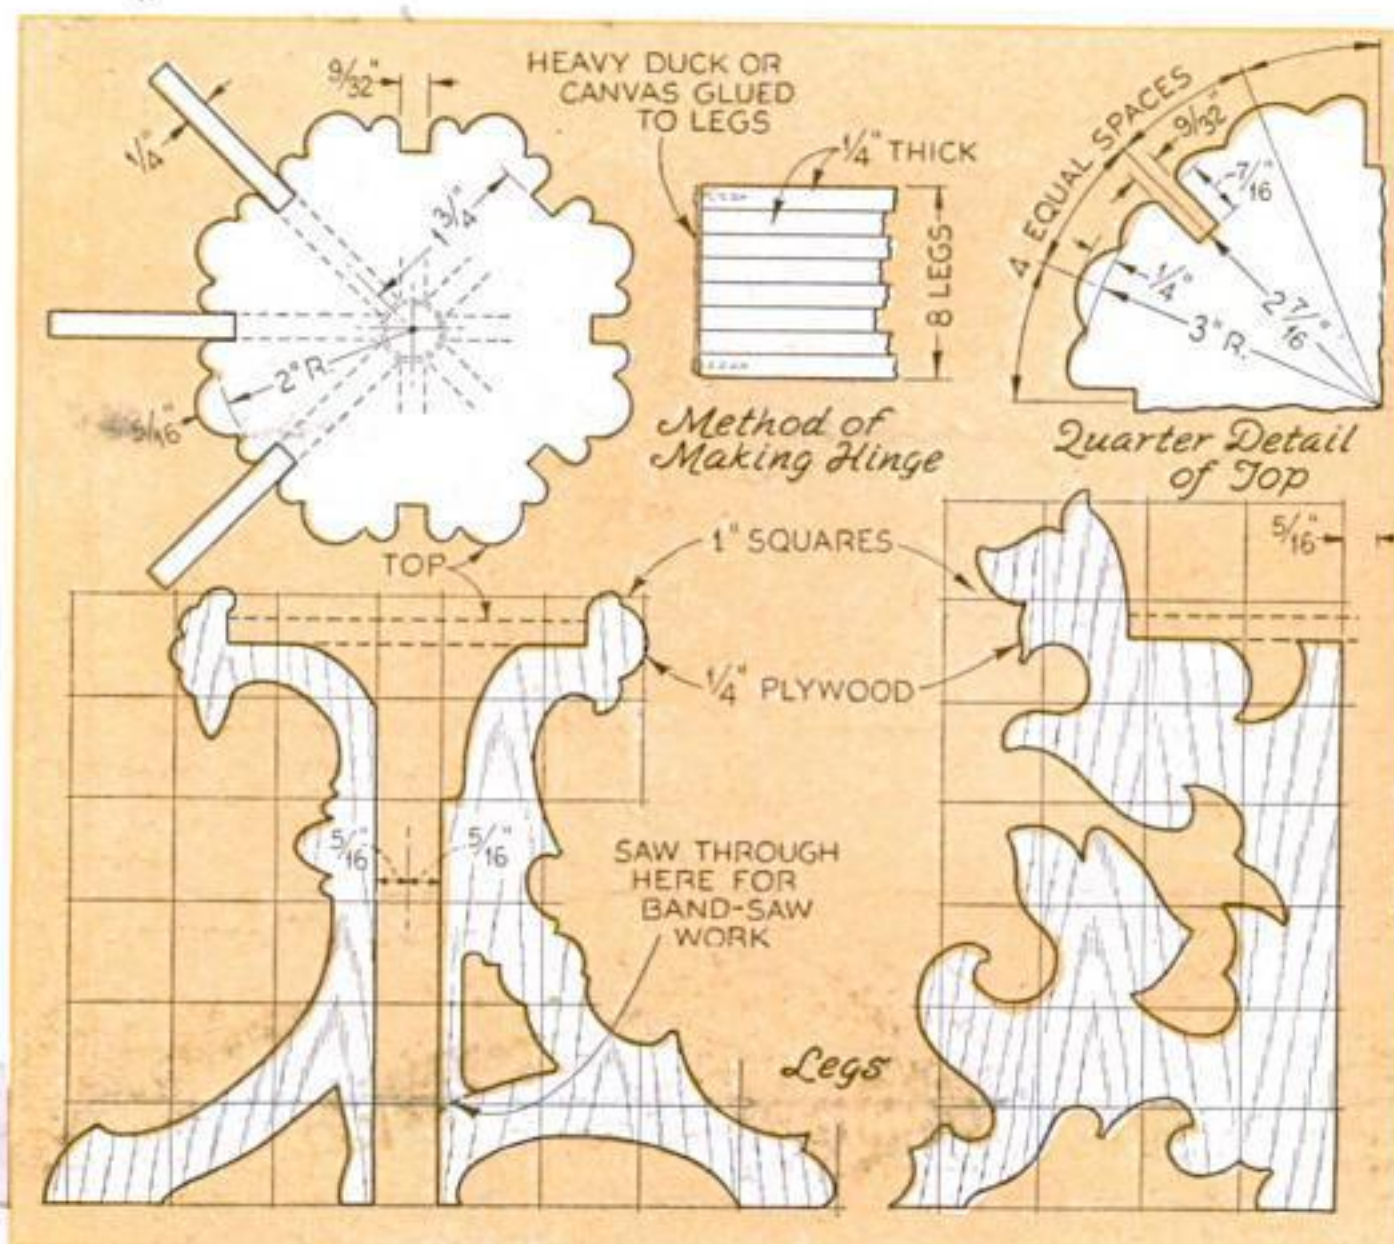 9/32"
1/4"
1 3/4"
2" R.
5/16"
HEAVY DUCK OR
CANVAS GLUED
TO LEGS
1/4" THICK
8 LEGS
Method of
Making Hinge
4 EQUAL SPACES
9/32"
7/16"
1/4"
3" R.
2 7/16"
Quarter Detail
of Top
TOP
1" SQUARES
5/16"
1/4" PLYWOOD
5/16"
5/16"
SAW THROUGH
HERE FOR
BAND-SAW
WORK
Legs